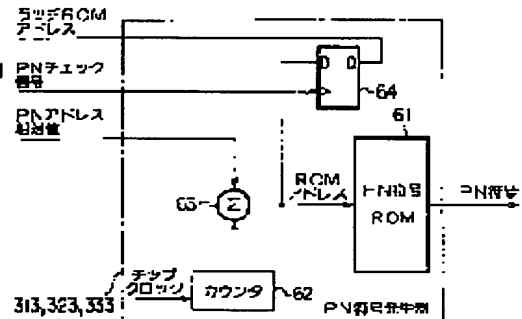 ラッチROM
アドレス
PNチェック
信号
64
PNアドレス
初期値
61
ROM
アドレス
PN符号
ROM
PN符号
63
Σ
チップ
クロック
カウンタ
62
313,323,333
PN符号発生器